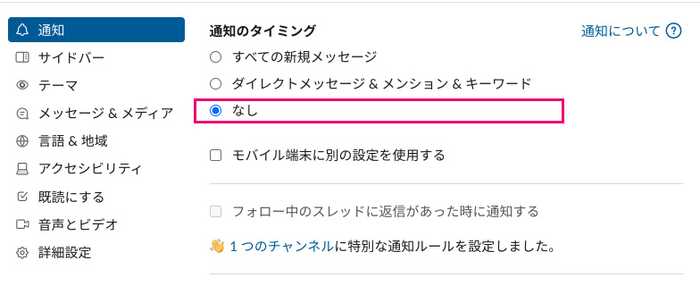 通知
サイドバー
テーマ
メッセージ & メディア
言語 & 地域
アクセシビリティ
既読にする
音声とビデオ
詳細設定
通知のタイミング
通知について
すべての新規メッセージ
ダイレクトメッセージ & メンション & キーワード
なし
モバイル端末に別の設定を使用する
フォロー中のスレッドに返信があった時に通知する
👋 1 つのチャンネルに特別な通知ルールを設定しました。